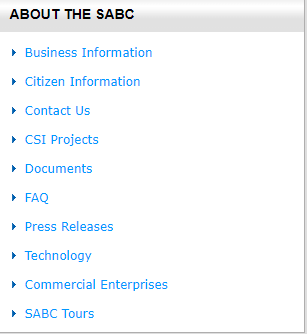 ABOUT THE SABC
Business Information
Citizen Information
Contact Us
CSI Projects
Documents
FAQ
Press Releases
Technology
Commercial Enterprises
SABC Tours